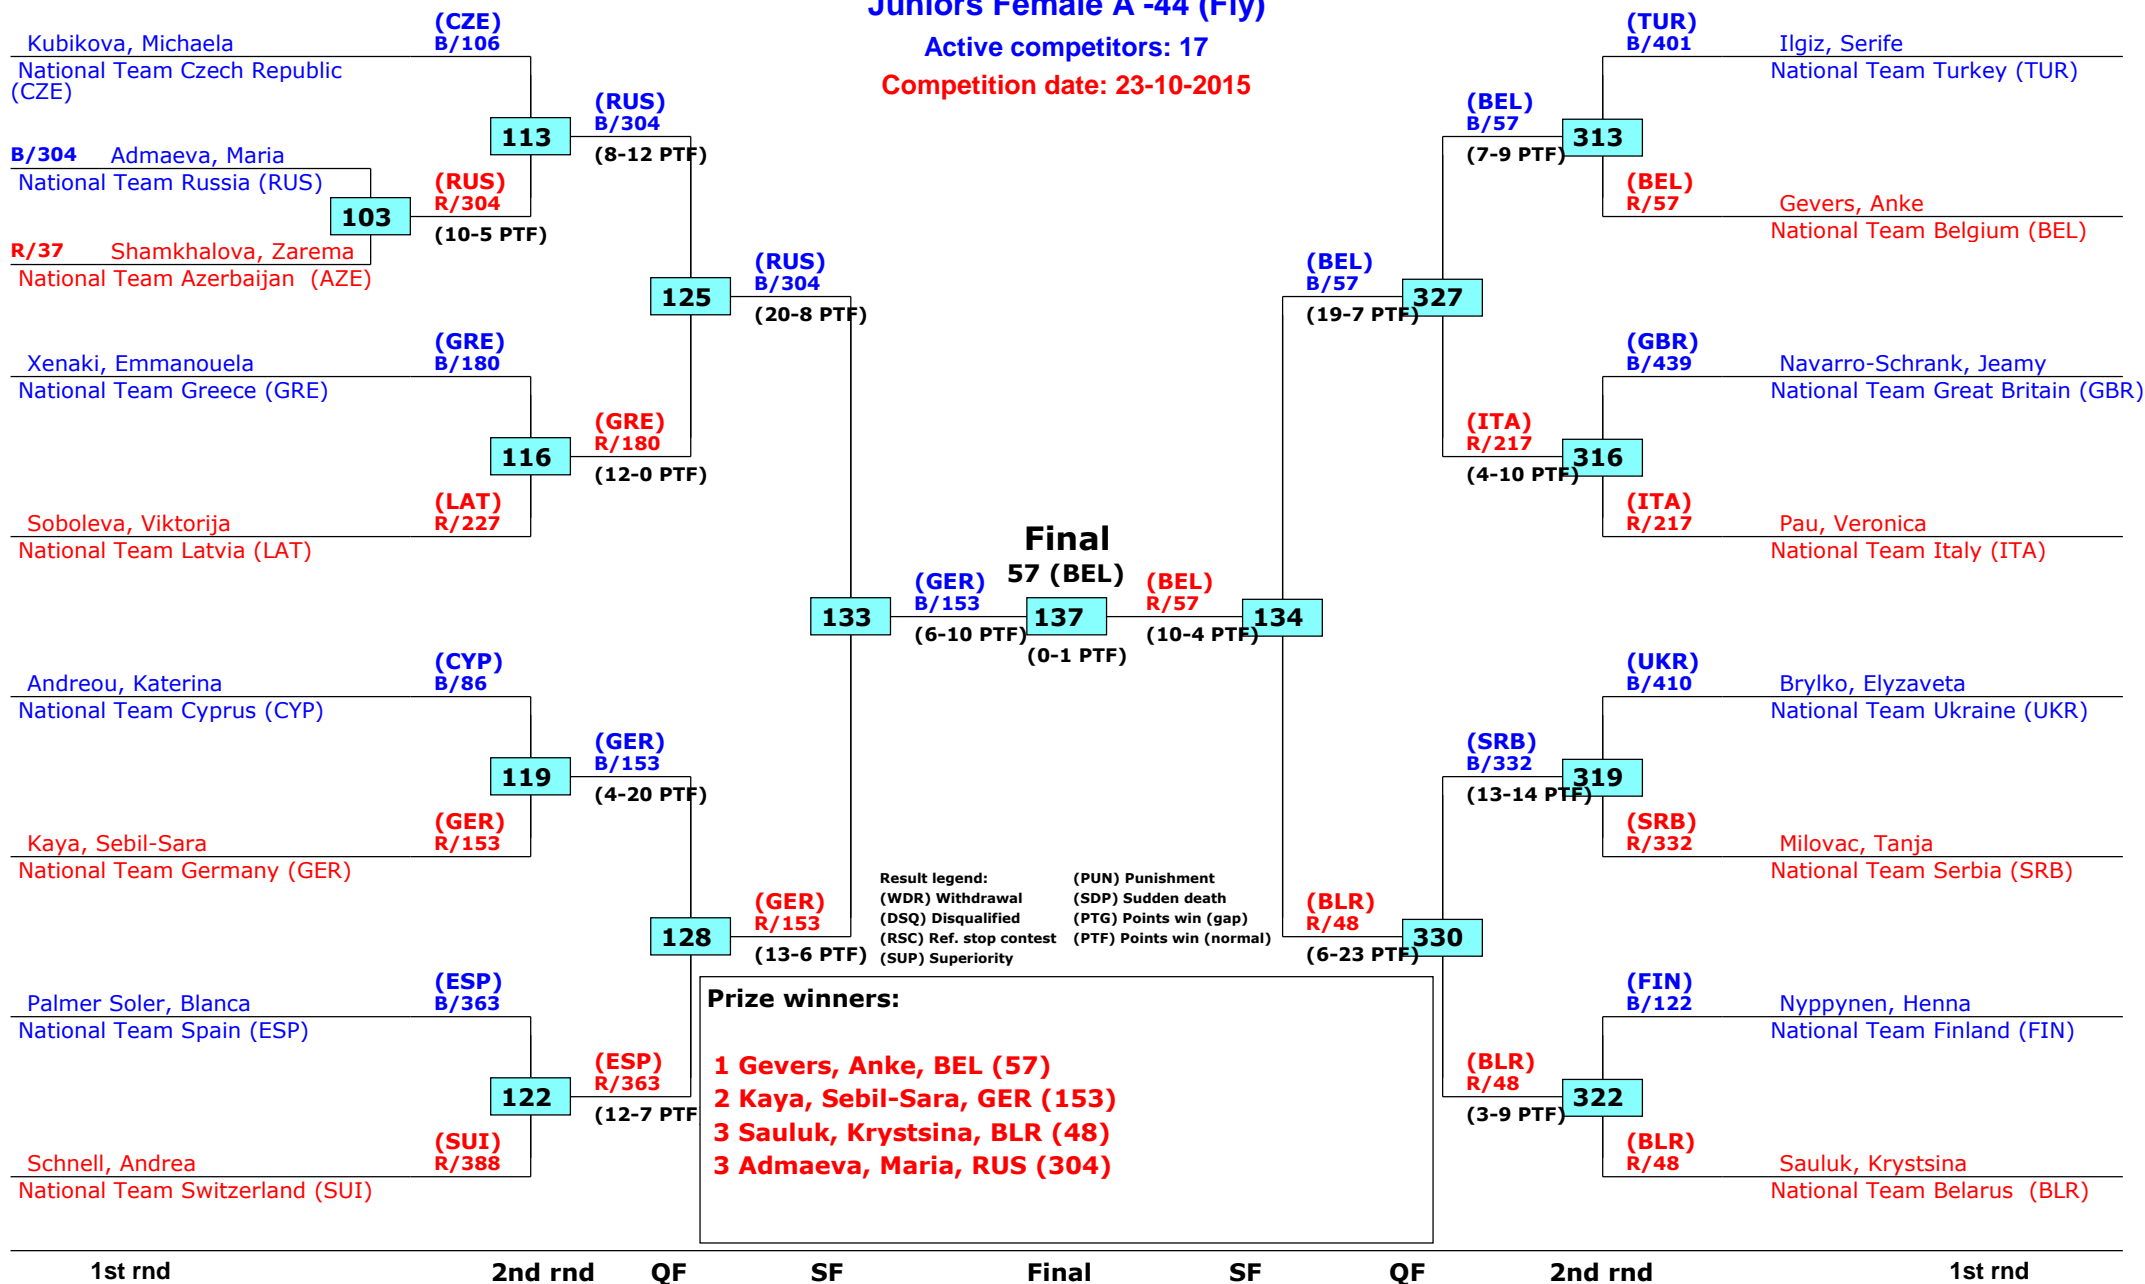 Juniors Female A -44 (Fly)
Active competitors: 17
Competition date: 23-10-2015
(CZE)
Kubikova, Michaela B/106
National Team Czech Republic
(CZE)
113
B/304 Admaeva, Maria
National Team Russia (RUS)
103
(RUS)
R/304
(10-5 PTF)
R/37 Shamkhalova, Zarema
National Team Azerbaijan (AZE)
(RUS)
B/304
(8-12 PTF)
125
(RUS)
B/304
(20-8 PTF)
(GRE)
Xenaki, Emmanouela B/180
National Team Greece (GRE)
116
(GRE)
R/180
(12-0 PTF)
(LAT)
Soboleva, Viktorija R/227
National Team Latvia (LAT)
133
(GER)
B/153
(6-10 PTF)
(CYP)
Andreou, Katerina B/86
National Team Cyprus (CYP)
119
(GER)
B/153
(4-20 PTF)
(GER)
Kaya, Sebil-Sara R/153
National Team Germany (GER)
128
(GER)
R/153
(13-6 PTF)
(ESP)
Palmer Soler, Blanca B/363
National Team Spain (ESP)
122
(ESP)
R/363
(12-7 PTF
(SUI)
Schnell, Andrea R/388
National Team Switzerland (SUI)
Final
57 (BEL)
137
(0-1 PTF)
(BEL)
R/57
(10-4 PTF)
134
(TUR)
B/401 Ilgiz, Serife
National Team Turkey (TUR)
313
(BEL)
B/57
(7-9 PTF)
(BEL)
R/57 Gevers, Anke
National Team Belgium (BEL)
327
(BEL)
B/57
(19-7 PTF)
(GBR)
B/439 Navarro-Schrank, Jeamy
National Team Great Britain (GBR)
316
(ITA)
R/217
(4-10 PTF)
(ITA)
R/217 Pau, Veronica
National Team Italy (ITA)
(UKR)
B/410 Brylko, Elyzaveta
National Team Ukraine (UKR)
319
(SRB)
B/332
(13-14 PTF)
(SRB)
R/332 Milovac, Tanja
National Team Serbia (SRB)
330
(BLR)
R/48
(6-23 PTF)
(FIN)
B/122 Nyppynen, Henna
National Team Finland (FIN)
322
(BLR)
R/48
(3-9 PTF)
(BLR)
R/48 Sauluk, Krystsina
National Team Belarus (BLR)
Result legend: (PUN) Punishment
(WDR) Withdrawal (SDP) Sudden death
(DSQ) Disqualified (PTG) Points win (gap)
(RSC) Ref. stop contest (PTF) Points win (normal)
(SUP) Superiority
Prize winners:
1 Gevers, Anke, BEL (57)
2 Kaya, Sebil-Sara, GER (153)
3 Sauluk, Krystsina, BLR (48)
3 Admaeva, Maria, RUS (304)
1st rnd 2nd rnd QF SF Final SF QF 2nd rnd 1st rnd